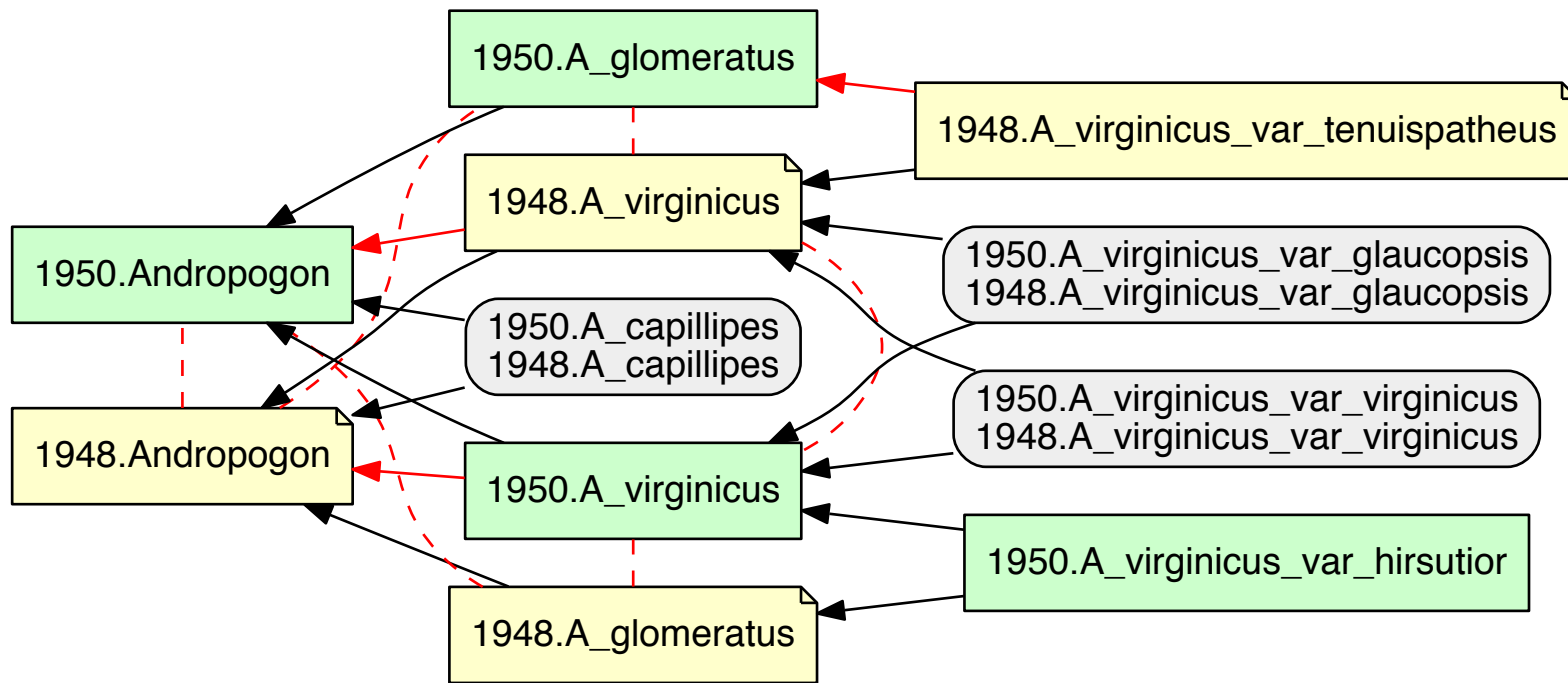 1950.A_glomeratus
1948.A_virginicus_var_tenuispatheus
1948.A_virginicus
1950.Andropogon
1950.A_virginicus_var_glaucopsis
1948.A_virginicus_var_glaucopsis
1950.A_capillipes
1948.A_capillipes
1950.A_virginicus_var_virginicus
1948.A_virginicus_var_virginicus
1948.Andropogon
1950.A_virginicus
1950.A_virginicus_var_hirsutior
1948.A_glomeratus